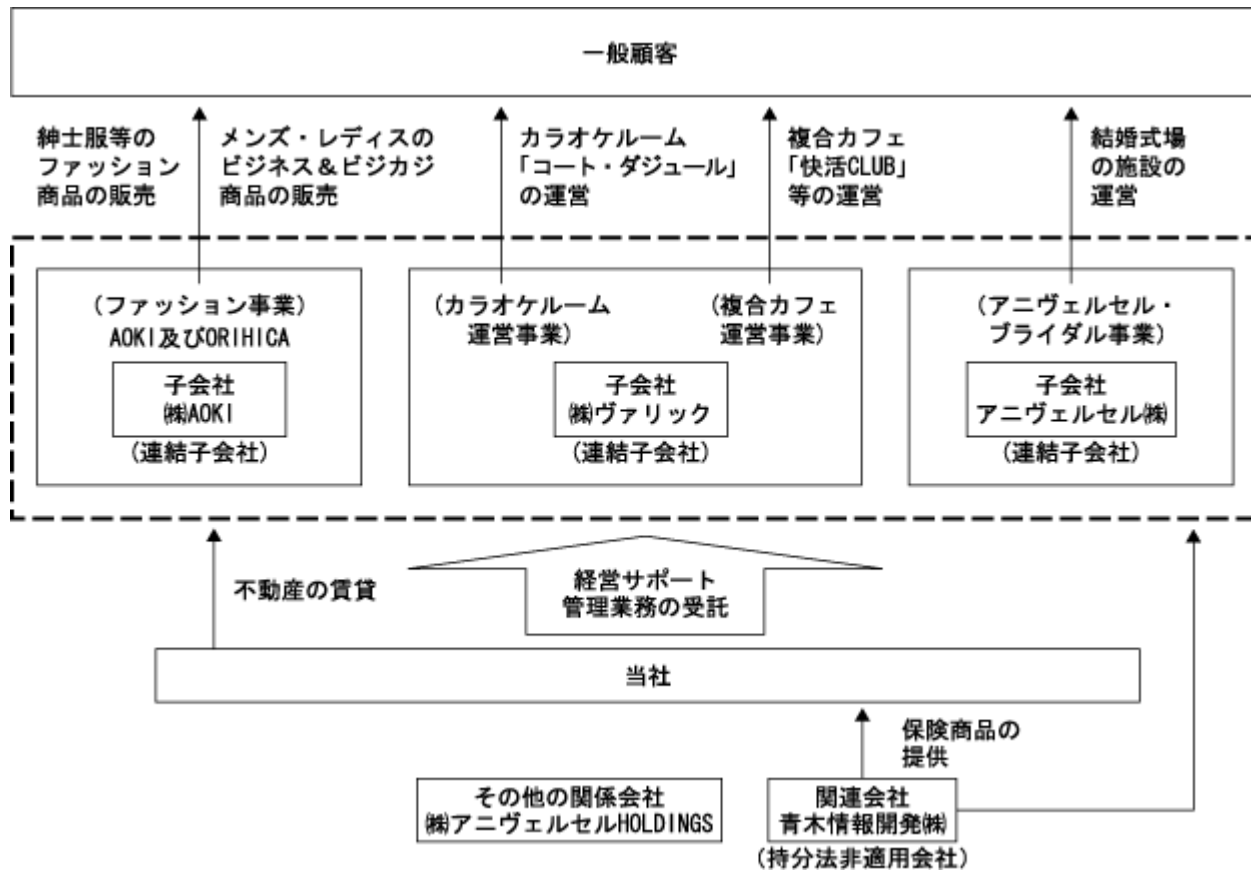 一般顧客
紳士服等の
ファッション
商品の販売
メンズ・レディスの
ビジネス＆ビジカジ
商品の販売
カラオケルーム
「コート・ダジュール」
の運営
複合カフェ
「快活CLUB」
等の運営
結婚式場
の施設の
運営
(ファッション事業)
AOKI及びORIHICA
子会社
㈱AOKI
(連結子会社)
(カラオケルーム
運営事業)
(複合カフェ
運営事業)
子会社
㈱ヴァリック
(連結子会社)
(アニヴェルセル・
ブライダル事業)
子会社
アニヴェルセル㈱
(連結子会社)
不動産の賃貸
経営サポート
管理業務の受託
当社
保険商品の
提供
その他の関係会社
㈱アニヴェルセルHOLDINGS
関連会社
青木情報開発㈱
(持分法非適用会社)